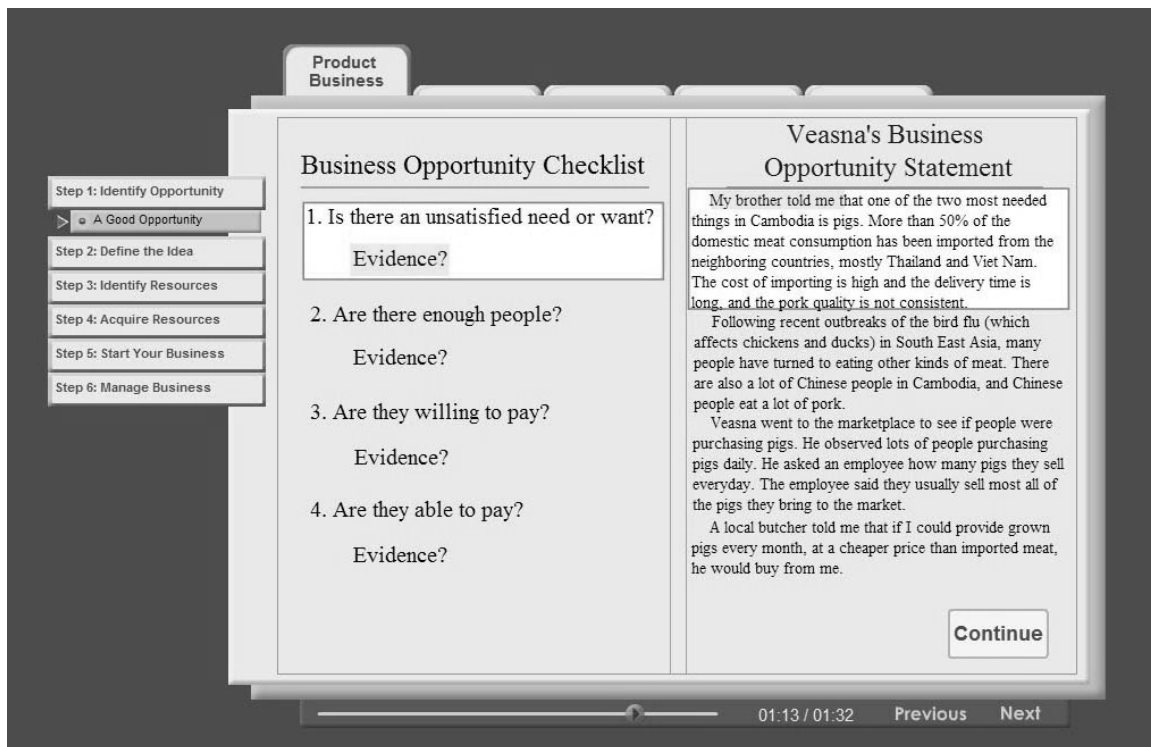 Product
Business
Step 1: Identify Opportunity
A Good Opportunity
Step 2: Define the Idea
Step 3: Identify Resources
Step 4: Acquire Resources
Step 5: Start Your Business
Step 6: Manage Business
Business Opportunity Checklist
1. Is there an unsatisfied need or want?
Evidence?
2. Are there enough people?
Evidence?
3. Are they willing to pay?
Evidence?
4. Are they able to pay?
Evidence?
Veasna's Business
Opportunity Statement
My brother told me that one of the two most needed
things in Cambodia is pigs. More than 50% of the
domestic meat consumption has been imported from the
neighboring countries, mostly Thailand and Viet Nam.
The cost of importing is high and the delivery time is
long, and the pork quality is not consistent.
Following recent outbreaks of the bird flu (which
affects chickens and ducks) in South East Asia, many
people have turned to eating other kinds of meat. There
are also a lot of Chinese people in Cambodia, and Chinese
people eat a lot of pork.
Veasna went to the marketplace to see if people were
purchasing pigs. He observed lots of people purchasing
pigs daily. He asked an employee how many pigs they sell
everyday. The employee said they usually sell most all of
the pigs they bring to the market.
A local butcher told me that if I could provide grown
pigs every month, at a cheaper price than imported meat,
he would buy from me.
Continue
01:13 / 01:32
Previous
Next